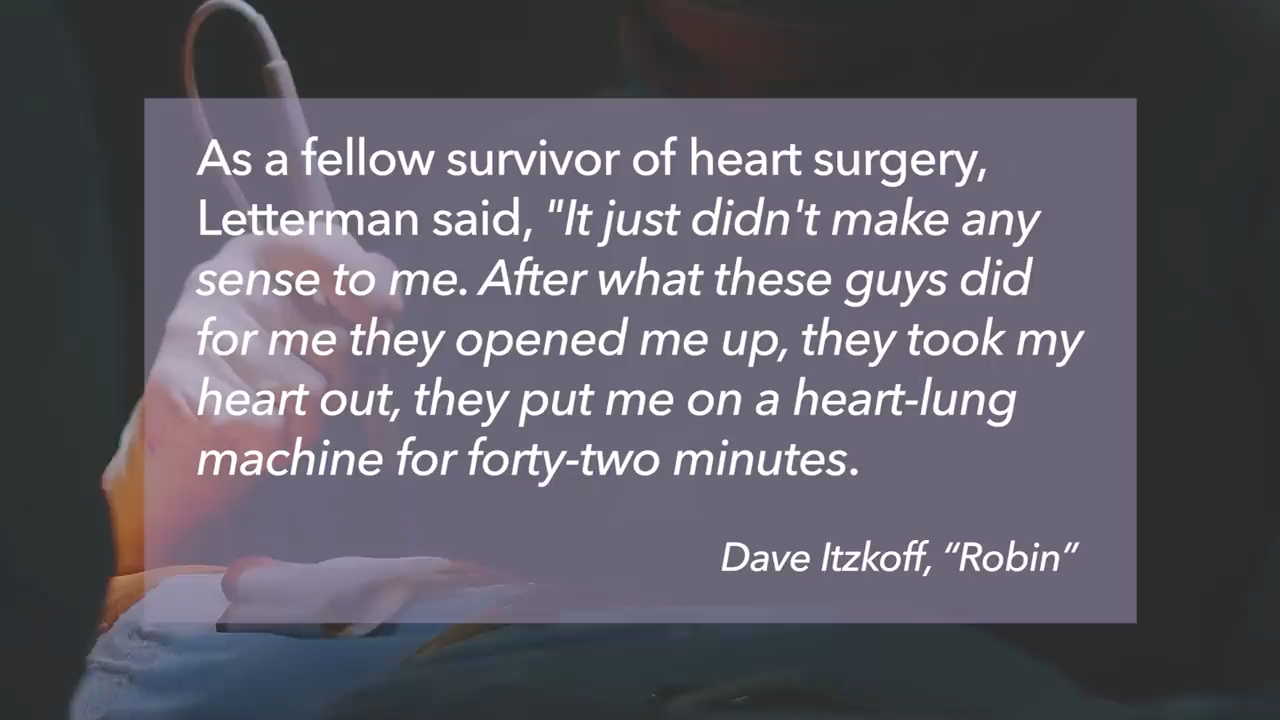 As a fellow survivor of heart surgery,
Letterman said, "It just didn't make any
sense to me. After what these guys did
for me they opened me up, they took my
heart out, they put me on a heart-lung
machine for forty-two minutes.
Dave Itzkoff, “Robin”